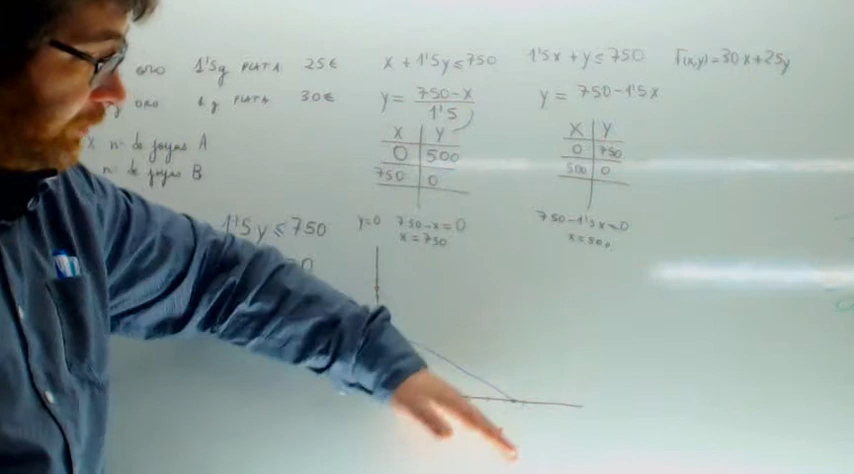 oro 1'5g PLATA 25€
oro 1g PLATA 30€
x nº de joyas A
nº de joyas B
1'5y ≤ 750
x + 1'5y ≤ 750
y = 750-x / 1'5
X Y
0 500
750 0
y=0 750-x=0
x=750
1'5x + y ≤ 750
y = 750-1'5x
X Y
0 750
500 0
750-1'5x=0
x=500
F(x,y)=30x+25y